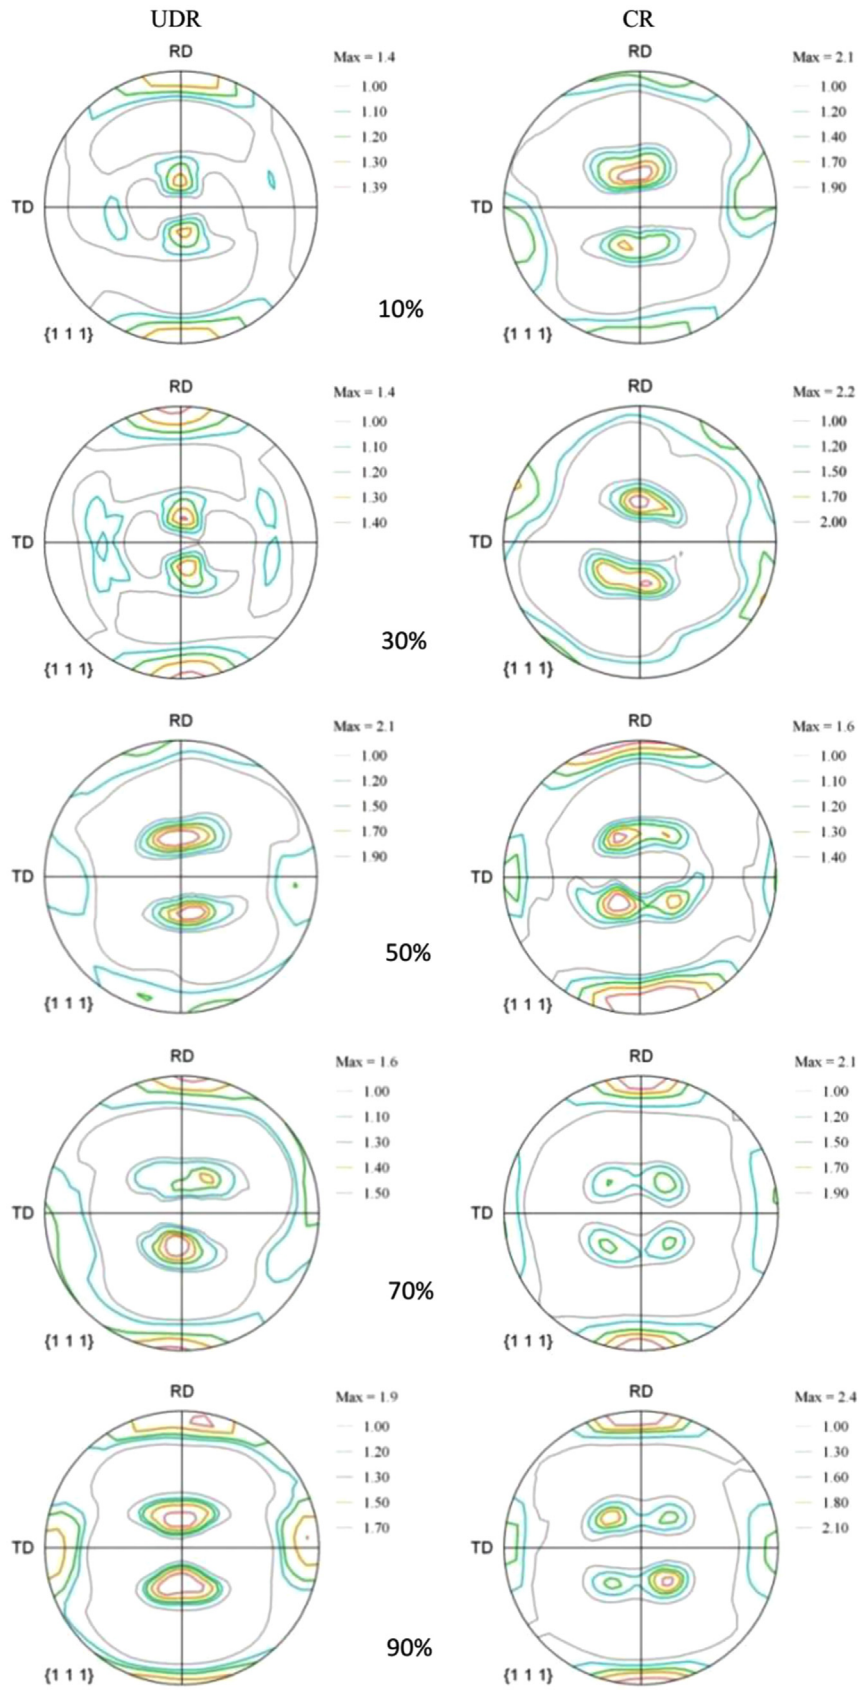 UDR CR
RD RD
Max = 1.4 Max = 2.1
1.00 1.00
1.10 1.20
1.20 1.40
1.30 1.70
1.39 1.90
TD TD
10%
{1 1 1} {1 1 1}
RD RD
Max = 1.4 Max = 2.2
1.00 1.00
1.10 1.20
1.20 1.50
1.30 1.70
1.40 2.00
TD TD
30%
{1 1 1} {1 1 1}
RD RD
Max = 2.1 Max = 1.6
1.00 1.00
1.20 1.10
1.50 1.20
1.70 1.30
1.90 1.40
TD TD
50%
{1 1 1} {1 1 1}
RD RD
Max = 1.6 Max = 2.1
1.00 1.00
1.10 1.20
1.30 1.50
1.40 1.70
1.50 1.90
TD TD
70%
{1 1 1} {1 1 1}
RD RD
Max = 1.9 Max = 2.4
1.00 1.00
1.20 1.30
1.30 1.60
1.50 1.80
1.70 2.10
TD TD
90%
{1 1 1} {1 1 1}